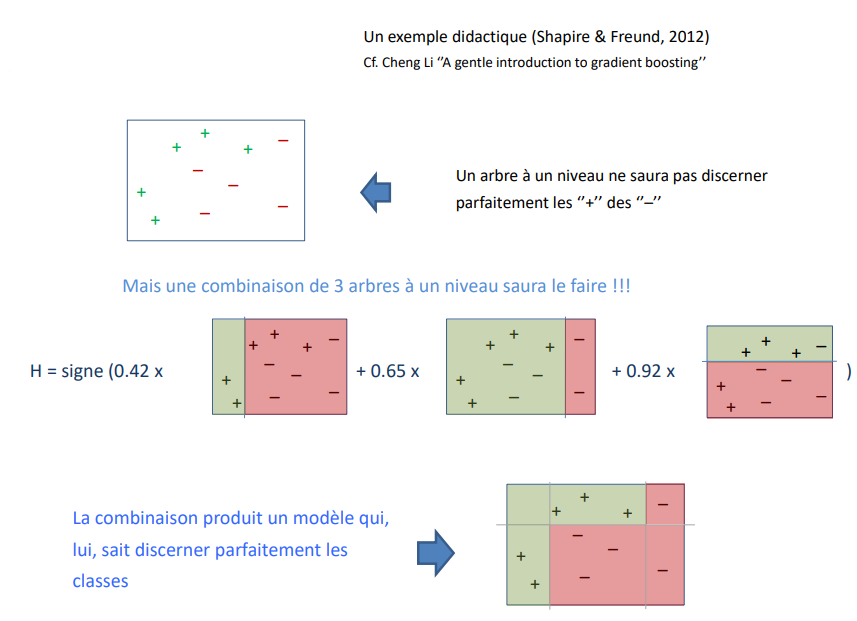 Un exemple didactique (Shapire & Freund, 2012)
Cf. Cheng Li ‘’A gentle introduction to gradient boosting’’
Un arbre à un niveau ne saura pas discerner
parfaitement les ‘’+’’ des ‘’–’’
Mais une combinaison de 3 arbres à un niveau saura le faire !!!
H = signe (0.42 x + 0.65 x + 0.92 x )
La combinaison produit un modèle qui,
lui, sait discerner parfaitement les
classes